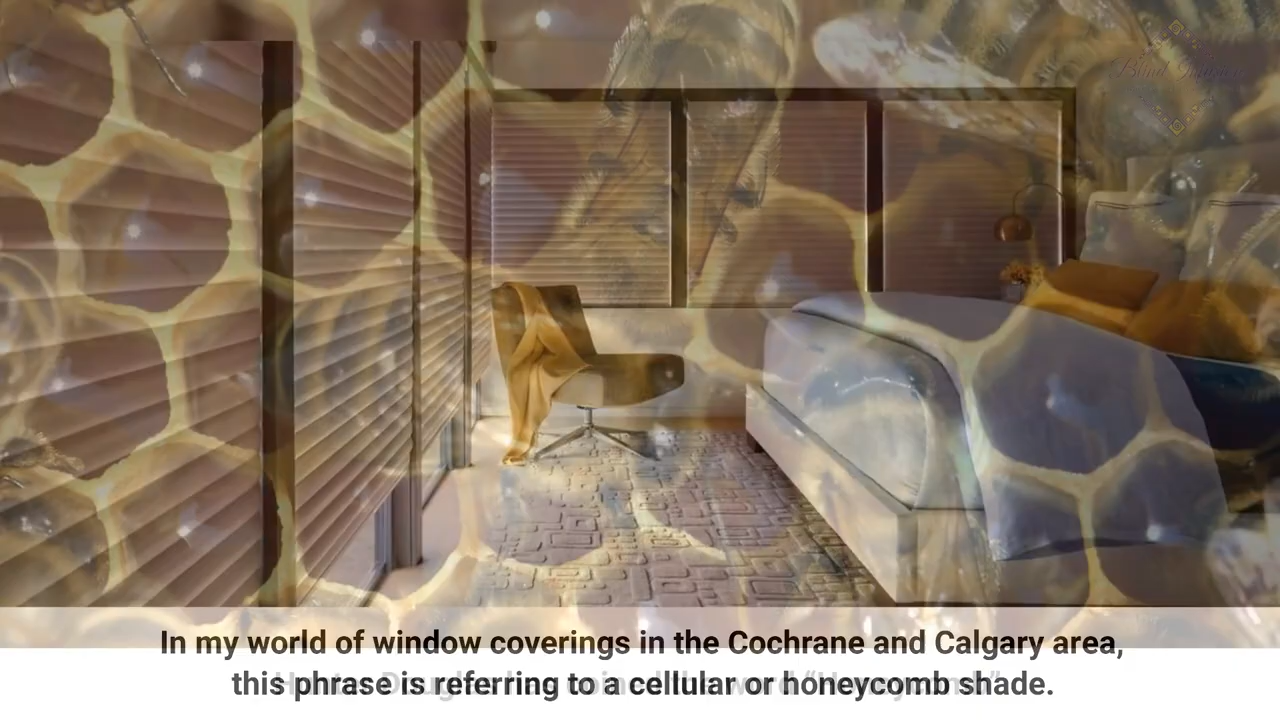 Blind
In my world of window coverings in the Cochrane and Calgary area,
this phrase is referring to a cellular or honeycomb shade.